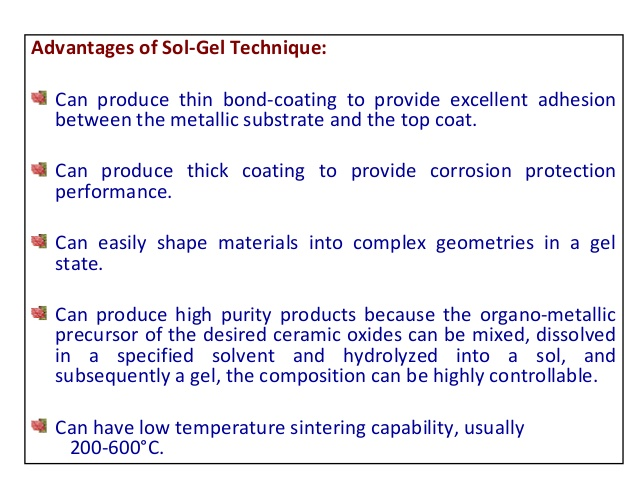 Advantages of Sol-Gel Technique:
Can produce thin bond-coating to provide excellent adhesion
between the metallic substrate and the top coat.
Can produce thick coating to provide corrosion protection
performance.
Can easily shape materials into complex geometries in a gel
state.
Can produce high purity products because the organo-metallic
precursor of the desired ceramic oxides can be mixed, dissolved
in a specified solvent and hydrolyzed into a sol, and
subsequently a gel, the composition can be highly controllable.
Can have low temperature sintering capability, usually
200-600°C.